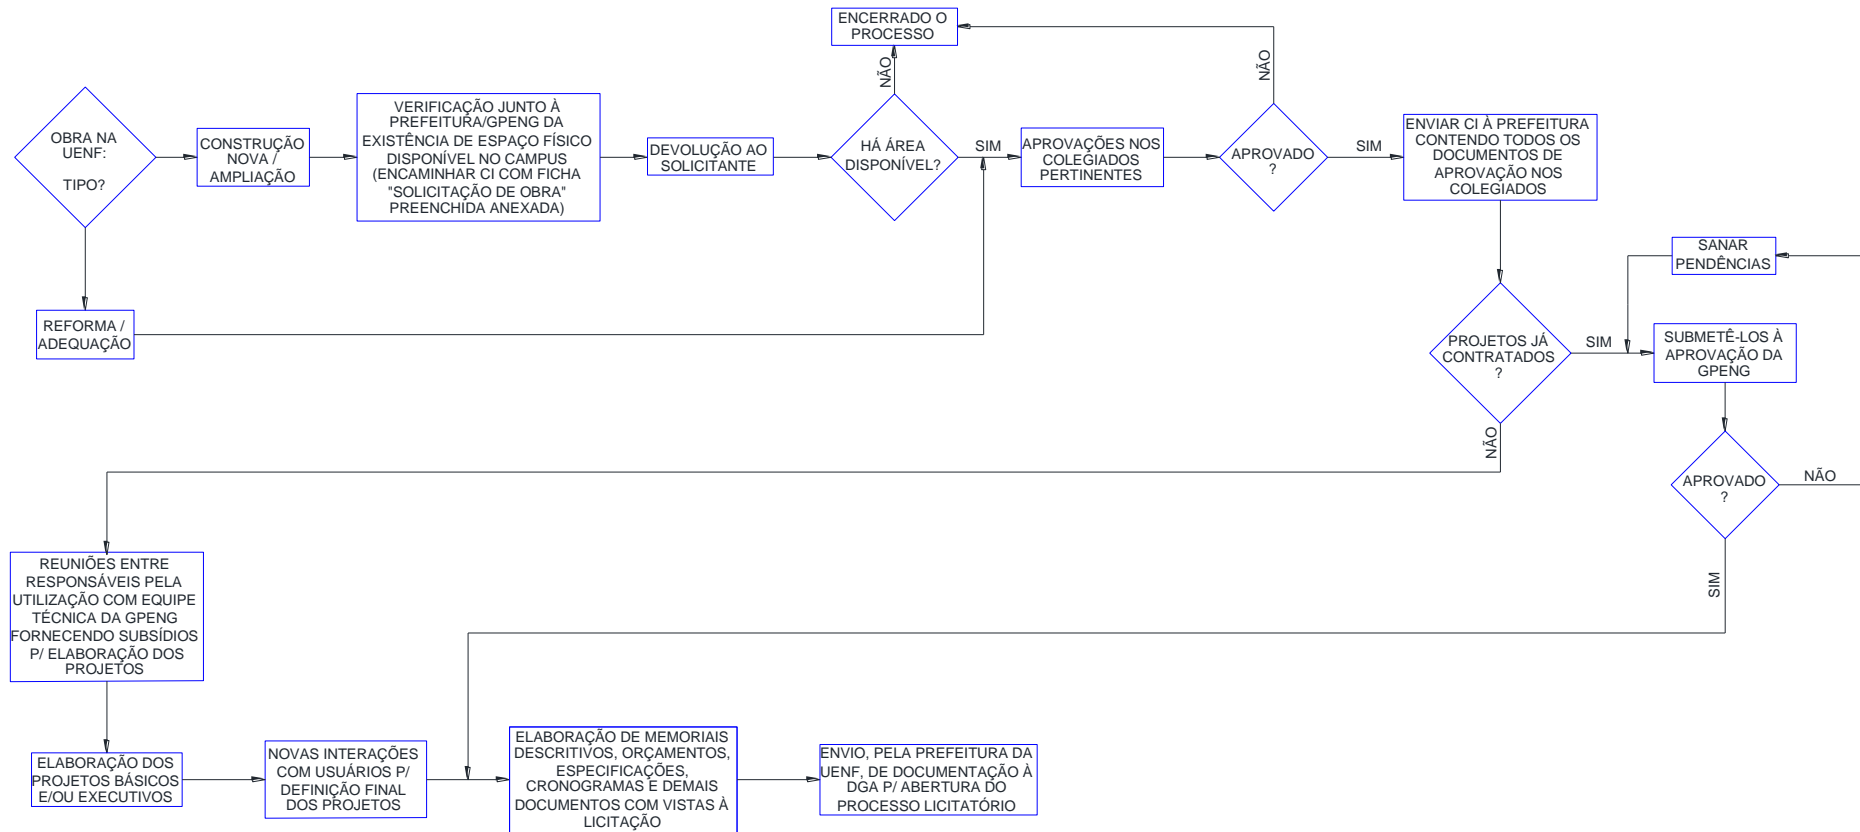 ENCERRADO O
PROCESSO
NÃO
NÃO
OBRA NA
UENF:
TIPO?
CONSTRUÇÃO
NOVA /
AMPLIAÇÃO
VERIFICAÇÃO JUNTO À
PREFEITURA/GPENG DA
EXISTÊNCIA DE ESPAÇO FÍSICO
DISPONÍVEL NO CAMPUS
(ENCAMINHAR CI COM FICHA
"SOLICITAÇÃO DE OBRA"
PREENCHIDA ANEXADA)
DEVOLUÇÃO AO
SOLICITANTE
HÁ ÁREA
DISPONÍVEL?
SIM
APROVAÇÕES NOS
COLEGIADOS
PERTINENTES
APROVADO
?
SIM
ENVIAR CI À PREFEITURA
CONTENDO TODOS OS
DOCUMENTOS DE
APROVAÇÃO NOS
COLEGIADOS
REFORMA /
ADEQUAÇÃO
SANAR
PENDÊNCIAS
PROJETOS JÁ
CONTRATADOS
?
SIM
SUBMETÊ-LOS À
APROVAÇÃO DA
GPENG
NÃO
APROVADO
?
NÃO
SIM
REUNIÕES ENTRE
RESPONSÁVEIS PELA
UTILIZAÇÃO COM EQUIPE
TÉCNICA DA GPENG
FORNECENDO SUBSÍDIOS
P/ ELABORAÇÃO DOS
PROJETOS
ELABORAÇÃO DOS
PROJETOS BÁSICOS
E/OU EXECUTIVOS
NOVAS INTERAÇÕES
COM USUÁRIOS P/
DEFINIÇÃO FINAL
DOS PROJETOS
ELABORAÇÃO DE MEMORIAIS
DESCRITIVOS, ORÇAMENTOS,
ESPECIFICAÇÕES,
CRONOGRAMAS E DEMAIS
DOCUMENTOS COM VISTAS À
LICITAÇÃO
ENVIO, PELA PREFEITURA DA
UENF, DE DOCUMENTAÇÃO À
DGA P/ ABERTURA DO
PROCESSO LICITATÓRIO